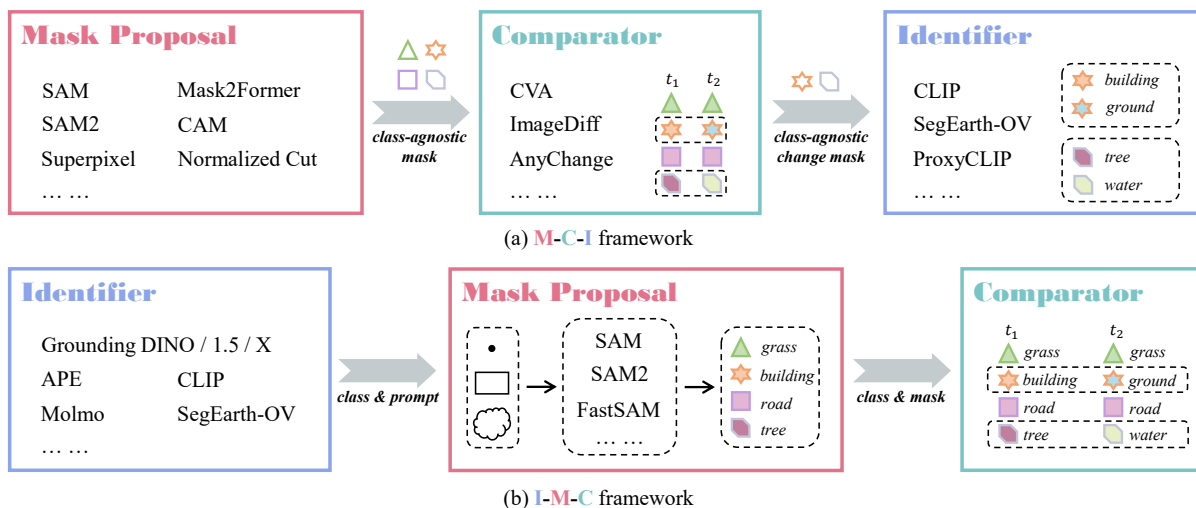 Mask Proposal
SAM Mask2Former
SAM2 CAM
Superpixel Normalized Cut
... ...
class-agnostic
mask
Comparator
CVA
ImageDiff
AnyChange
... ...
t₁ t₂
class-agnostic
change mask
Identifier
CLIP
SegEarth-OV
ProxyCLIP
... ...
building
ground
tree
water
(a) M-C-I framework
Identifier
Grounding DINO / 1.5 / X
APE CLIP
Molmo SegEarth-OV
... ...
class & prompt
Mask Proposal
SAM
SAM2
FastSAM
... ...
grass
building
road
tree
class & mask
Comparator
t₁ t₂
grass grass
building ground
road road
tree water
(b) I-M-C framework